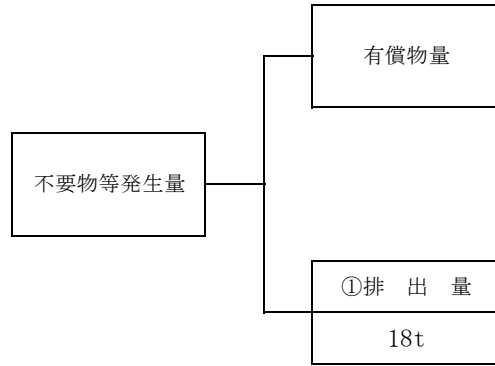 有償物量
不要物等発生量
①排　出　量
18t